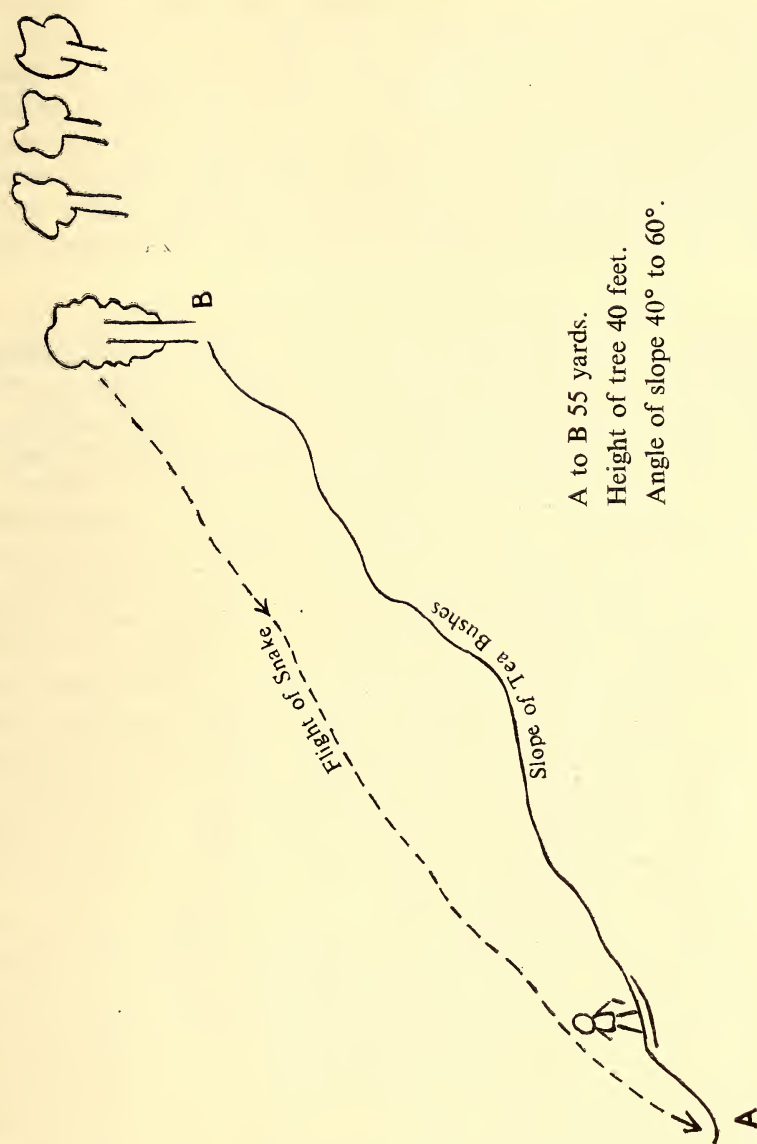 B
Flight of Snake
Slope of Tea Bushes
A to B 55 yards.
Height of tree 40 feet.
Angle of slope 40° to 60°.
A